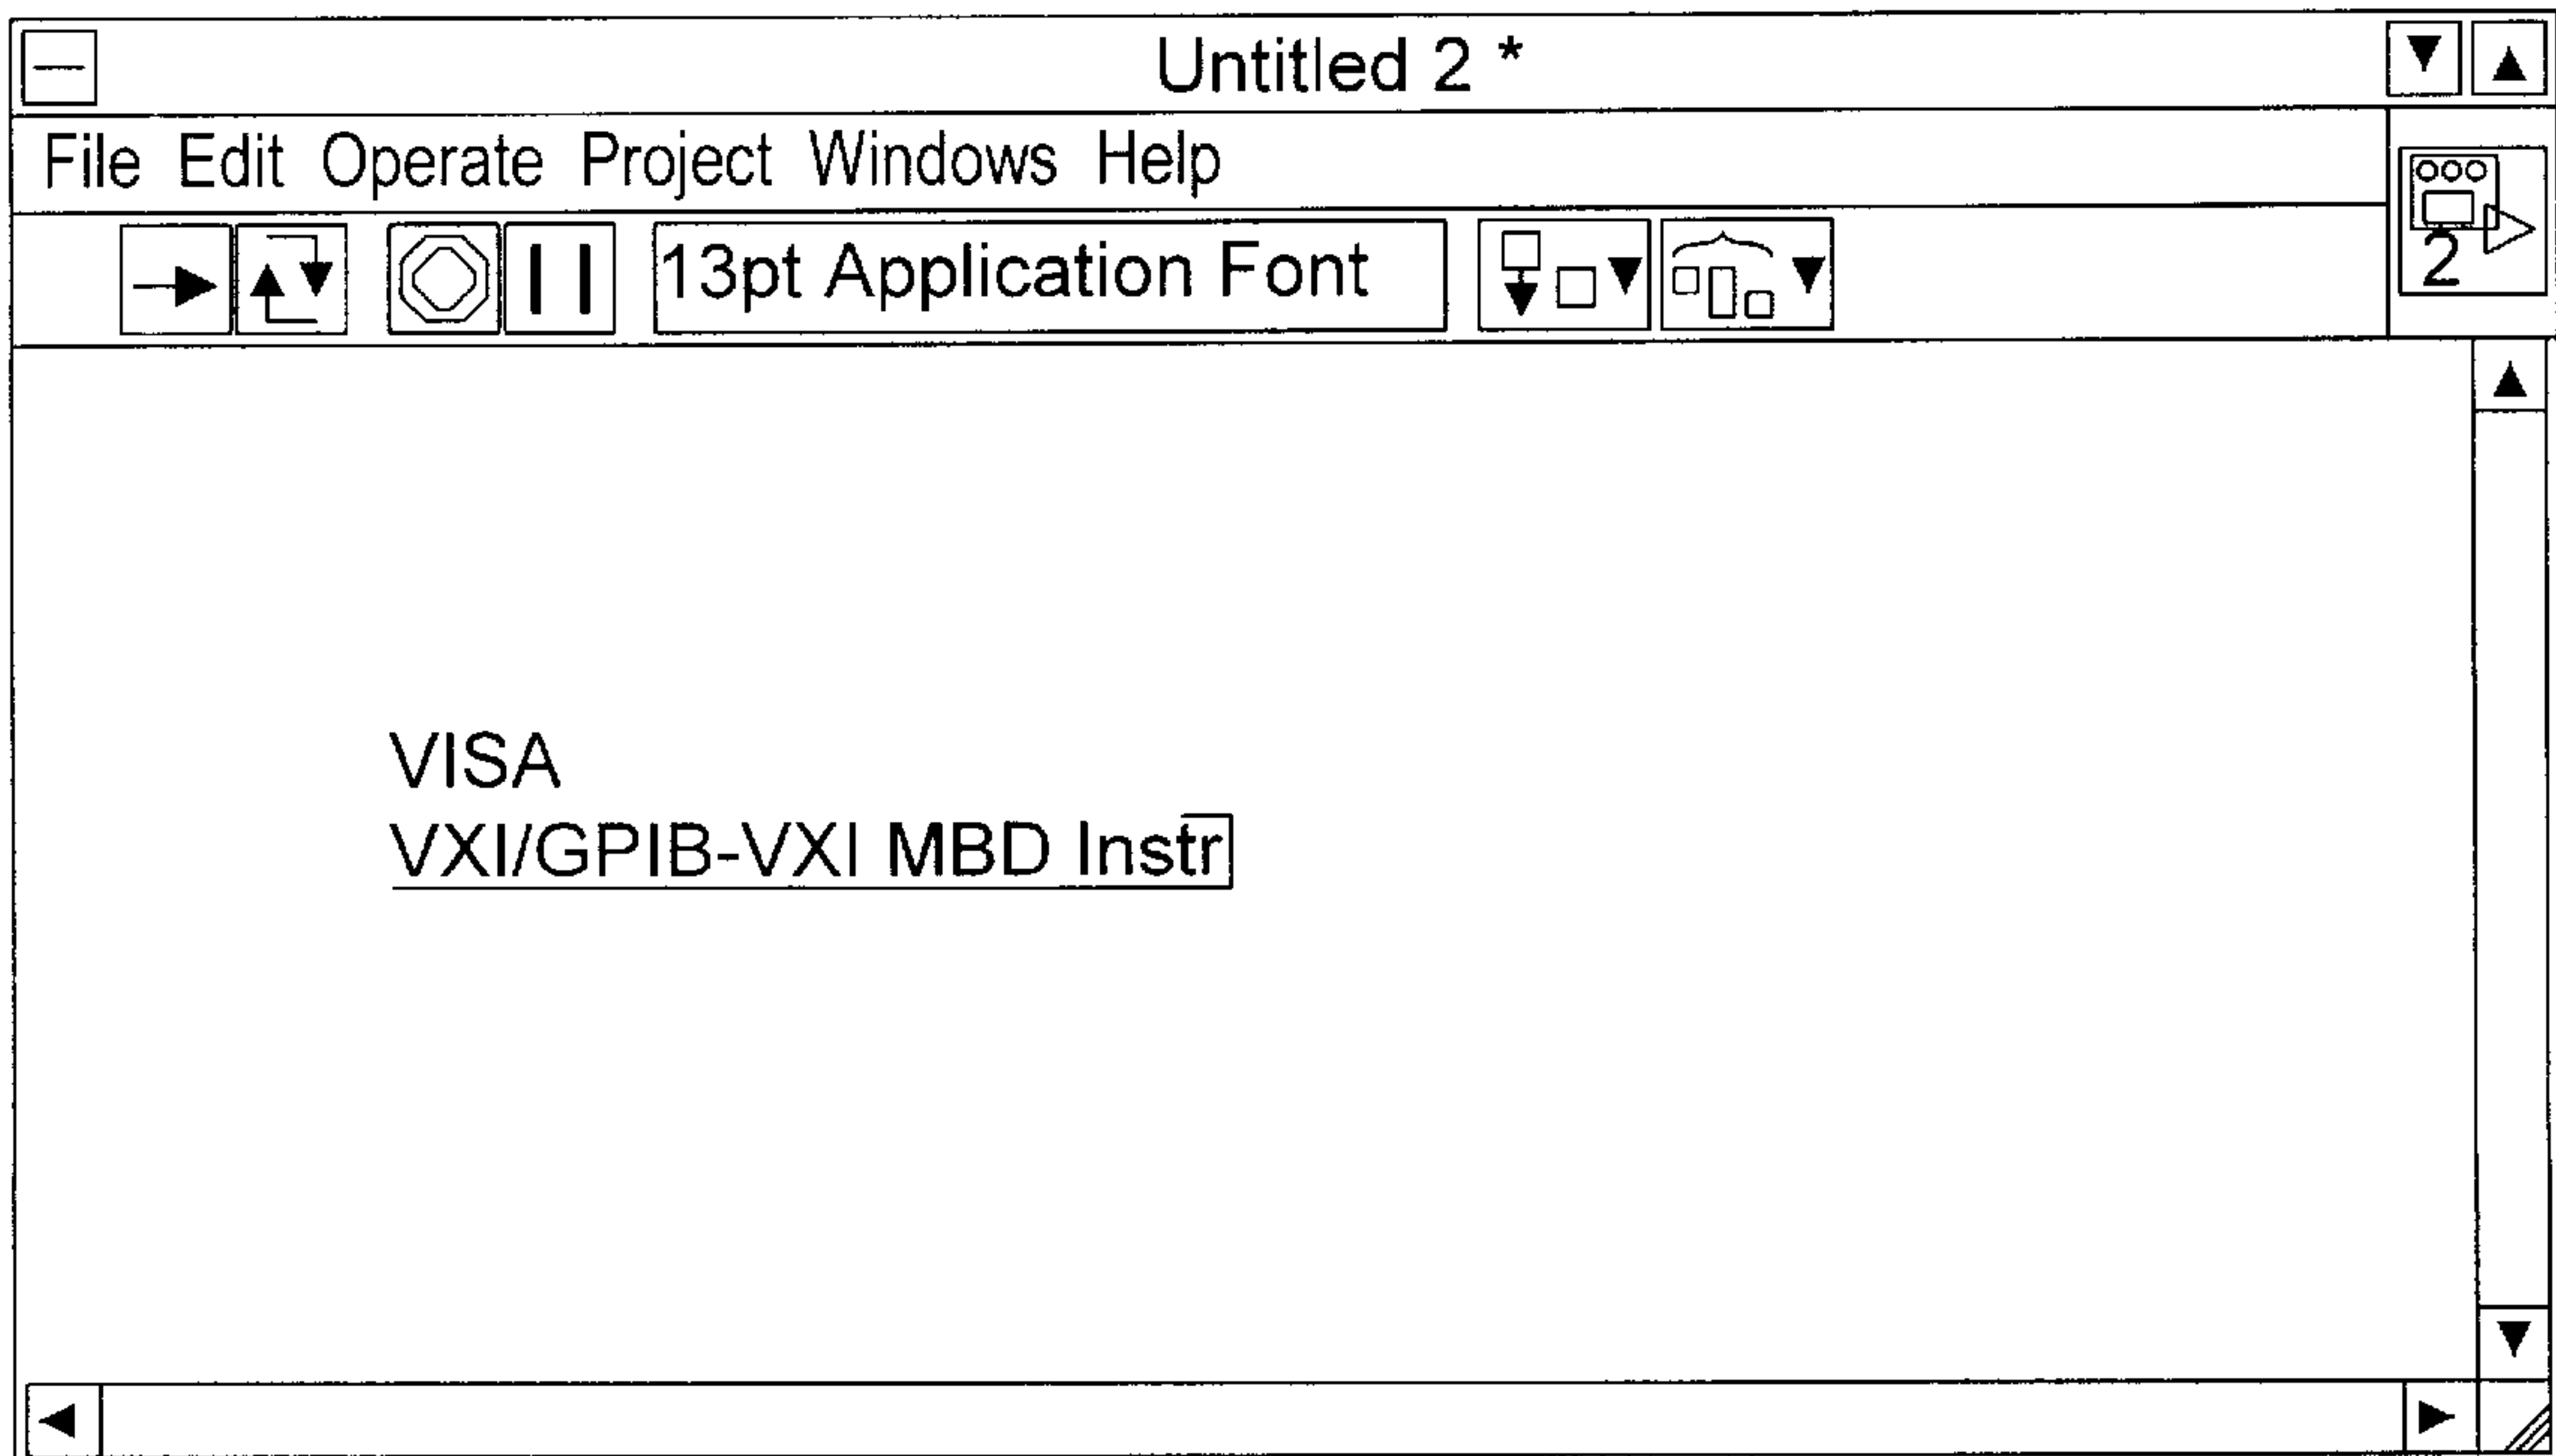 Untitled 2 *
File Edit Operate Project Windows Help
13pt Application Font
2
VISA
VXI/GPIB-VXI MBD Instr